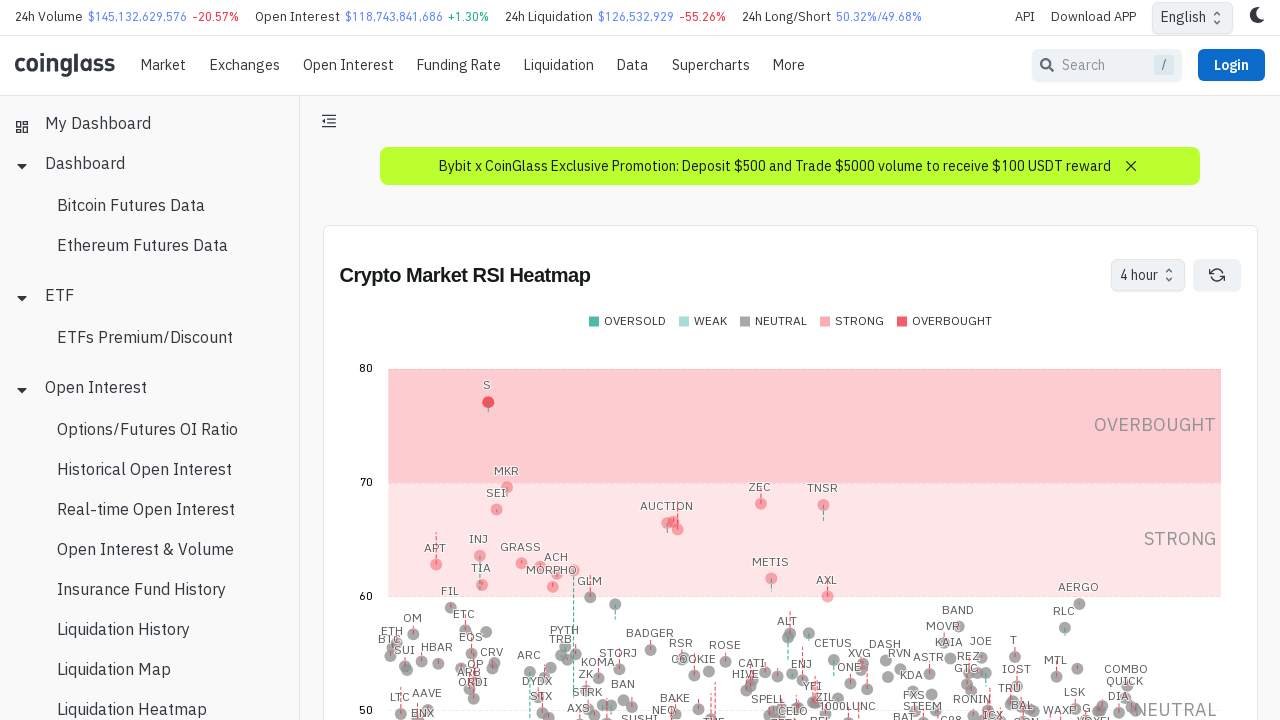 24h Volume $145,132,629,576 -20.57% Open Interest $118,743,841,686 +1.30% 24h Liquidation $126,532,929 -55.26% 24h Long/Short 50.32%/49.68% API Download APP English
coinglass Market Exchanges Open Interest Funding Rate Liquidation Data Supercharts More Search / Login
My Dashboard
Dashboard
Bitcoin Futures Data
Ethereum Futures Data
ETF
ETFs Premium/Discount
Open Interest
Options/Futures OI Ratio
Historical Open Interest
Real-time Open Interest
Open Interest & Volume
Insurance Fund History
Liquidation History
Liquidation Map
Liquidation Heatmap
Bybit x CoinGlass Exclusive Promotion: Deposit $500 and Trade $5000 volume to receive $100 USDT reward
Crypto Market RSI Heatmap 4 hour
OVERSOLD WEAK NEUTRAL STRONG OVERBOUGHT
80
S
OVERBOUGHT
70
MKR
SEI
ZEC
TNSR
AUCTION
STRONG
APT
INJ
GRASS
ACH
TIA
MORPHO
METIS
60
GLM
AXL
AERGO
FIL
OM
ETC
BAND
RLC
ETH
BTC
EOS
PYTH
TRB
BADGER
ALT
MOVR
SUI
HBAR
CRV
ARC
KOMA
STORJ
RSR
COOKIE
ROSE
CETUS
DASH
KAIA
JOE
T
OP
ZK
CATI
HIVE
ENJ
ONE
XVG
RVN
ASTR
REZ
GTC
IOST
MTL
COMBO
QUICK
ARB
ORDI
DYDX
BAN
KDA
TRU
LTC
AAVE
STX
STRK
BAKE
SPELL
YFI
ZIL
FXS
RONIN
BAL
LSK
DIA
50
BNX
AXS
SUSHI
NEO
CELO
1000LUNC
STEEM
BAT
C98
ICX
WAXP
NEUTRAL